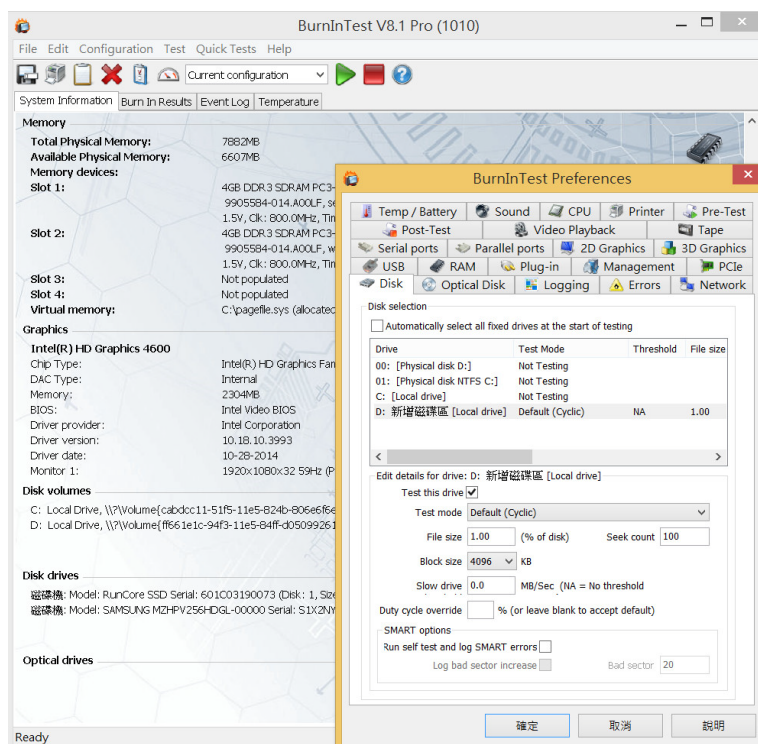 BurnInTest V8.1 Pro (1010)
File Edit Configuration Test Quick Tests Help
Current configuration
System Information Burn In Results Event Log Temperature
Memory
Total Physical Memory: 7882MB
Available Physical Memory: 6607MB
Memory devices:
Slot 1: 4GB DDR3 SDRAM PC3-
9905584-014.A00LF, se
1.5V, Clk: 800.0MHz, Tin
Slot 2: 4GB DDR3 SDRAM PC3-
9905584-014.A00LF, w
1.5V, Clk: 800.0MHz, Tin
Slot 3: Not populated
Slot 4: Not populated
Virtual memory: C:\pagefile.sys (allocated
Graphics
Intel(R) HD Graphics 4600
Chip Type: Intel(R) HD Graphics Fan
DAC Type: Internal
Memory: 2304MB
BIOS: Intel Video BIOS
Driver provider: Intel Corporation
Driver version: 10.18.10.3993
Driver date: 10-28-2014
Monitor 1: 1920x1080x32 59Hz (P
Disk volumes
C: Local Drive, \\?\Volume{cabdcc11-51f5-11e5-824b-806e6f6e
D: Local Drive, \\?\Volume{ff661e1c-94f3-11e5-84ff-d05099261
Disk drives
磁碟機: Model: RunCore SSD Serial: 601C03190073 (Disk: 1, Size
磁碟機: Model: SAMSUNG MZHPV256HDGL-00000 Serial: S1X2NY
Optical drives
Ready
BurnInTest Preferences
Temp / Battery Sound CPU Printer Pre-Test
Post-Test Video Playback Tape
Serial ports Parallel ports 2D Graphics 3D Graphics
USB RAM Plug-in Management PCIe
Disk Optical Disk Logging Errors Network
Disk selection
Automatically select all fixed drives at the start of testing
Drive Test Mode Threshold File size
00: [Physical disk D:] Not Testing
01: [Physical disk NTFS C:] Not Testing
C: [Local drive] Not Testing
D: 新增磁碟區 [Local drive] Default (Cyclic) NA 1.00
Edit details for drive: D: 新增磁碟區 [Local drive]
Test this drive
Test mode Default (Cyclic)
File size 1.00 (% of disk) Seek count 100
Block size 4096 KB
Slow drive 0.0 MB/Sec (NA = No threshold
Duty cycle override % (or leave blank to accept default)
SMART options
Run self test and log SMART errors
Log bad sector increase Bad sector 20
確定 取消 說明